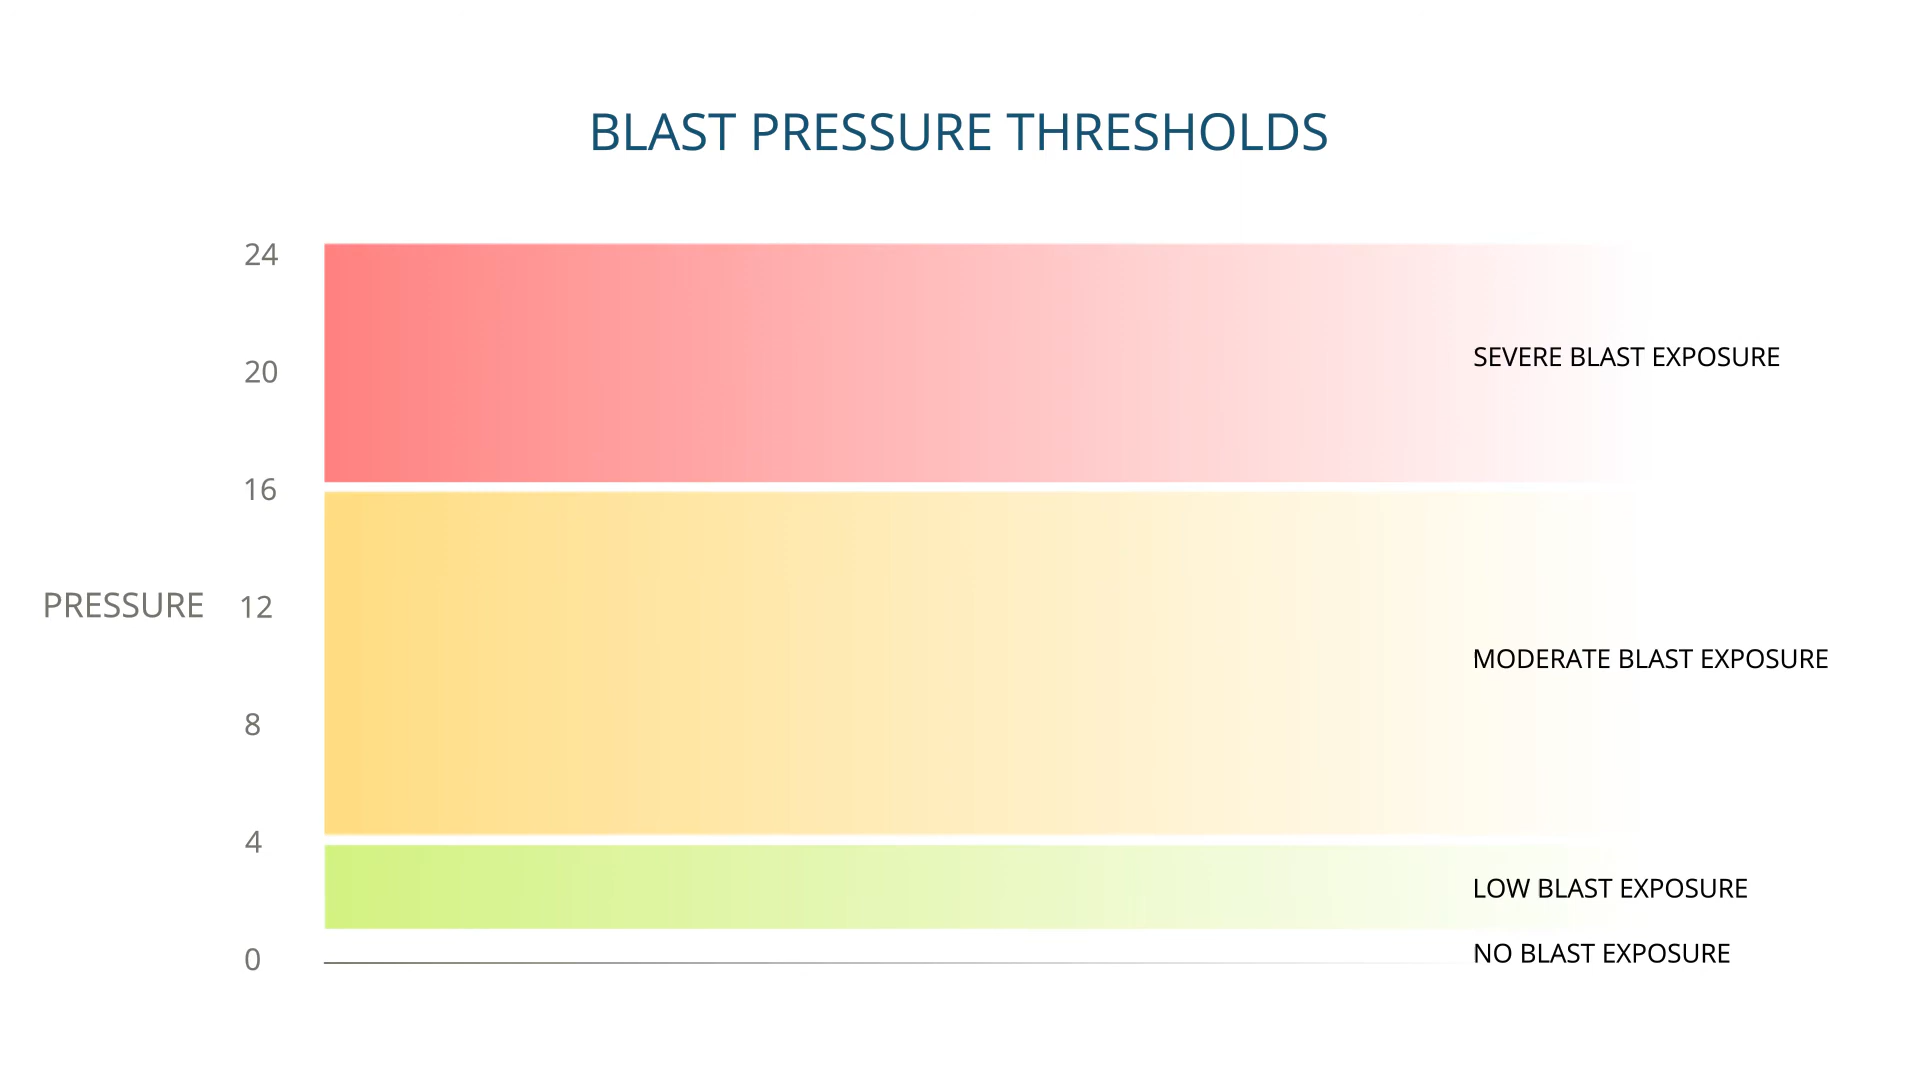 BLAST PRESSURE THRESHOLDS
24
20
SEVERE BLAST EXPOSURE
16
PRESSURE 12
MODERATE BLAST EXPOSURE
8
4
LOW BLAST EXPOSURE
0
NO BLAST EXPOSURE